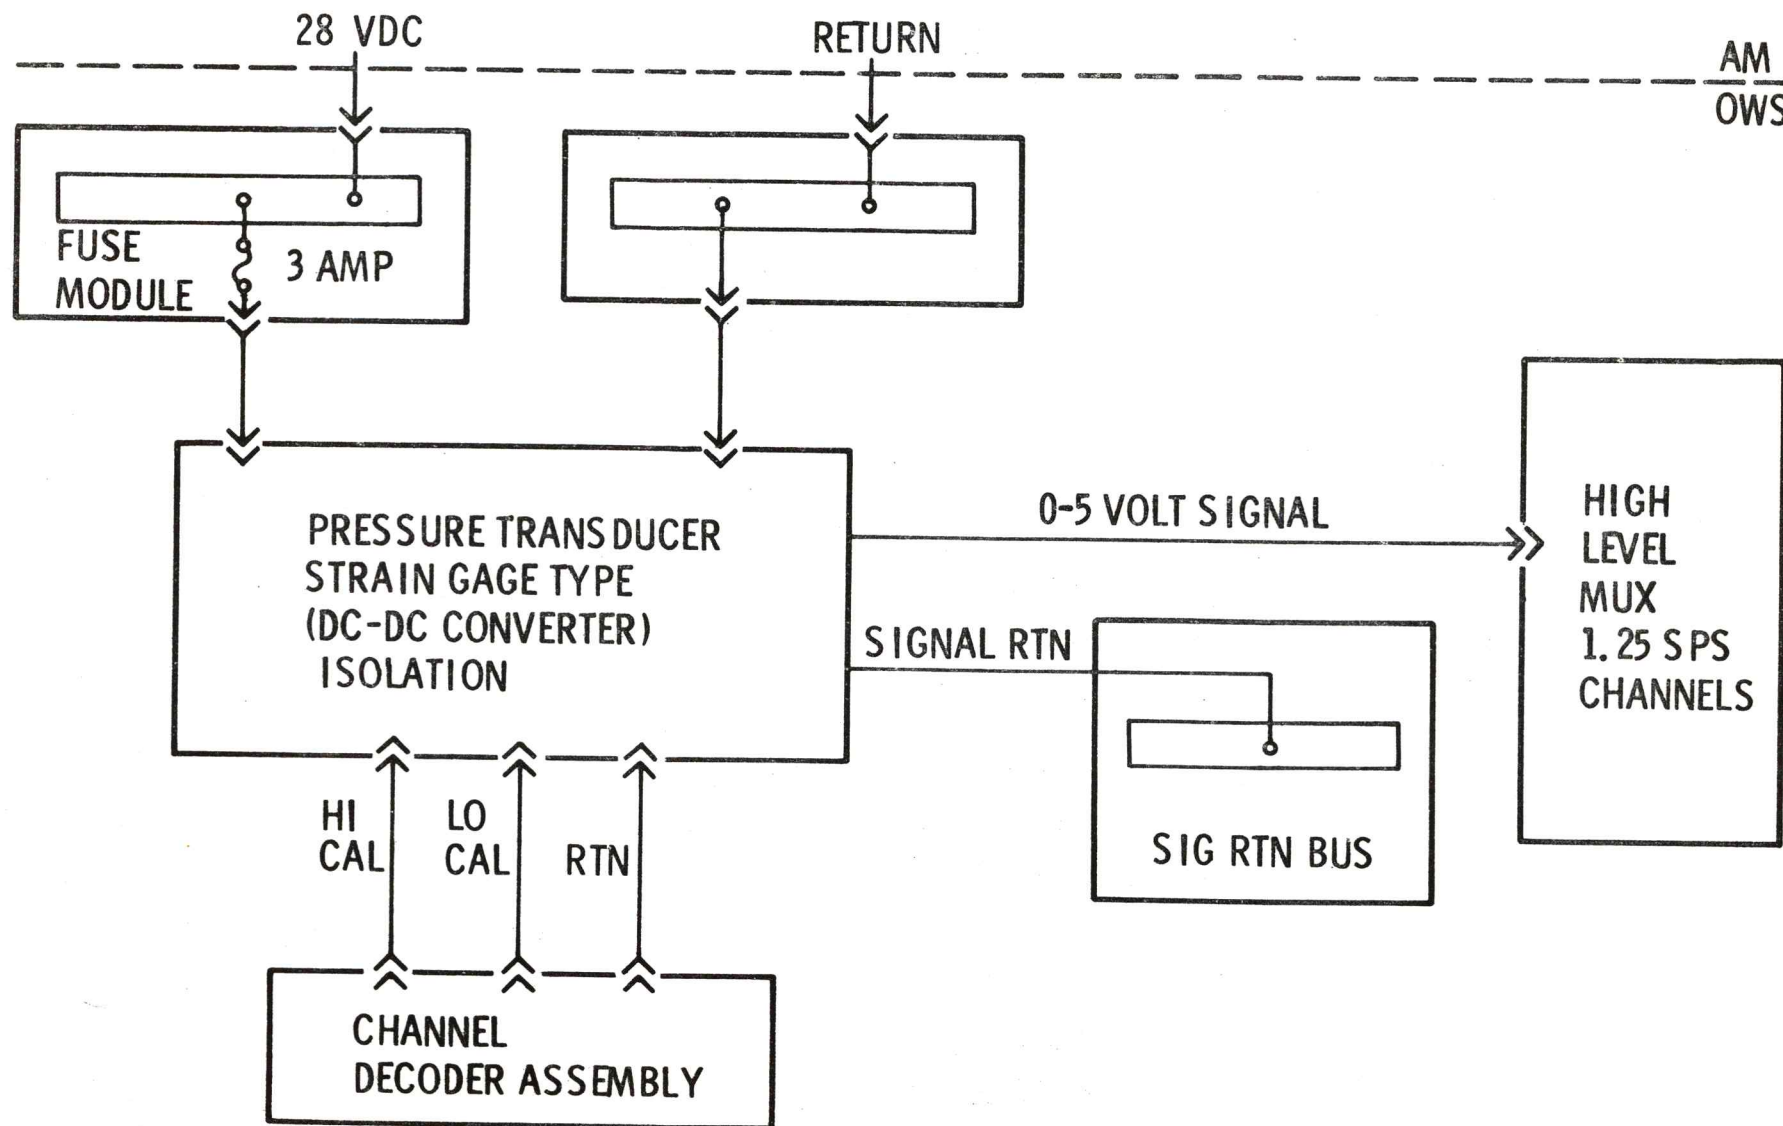 28 VDC
RETURN
AM
OWS
FUSE
MODULE
3 AMP
PRESSURE TRANSDUCER
STRAIN GAGE TYPE
(DC-DC CONVERTER)
ISOLATION
0-5 VOLT SIGNAL
SIGNAL RTN
HIGH
LEVEL
MUX
1.25 SPS
CHANNELS
SIG RTN BUS
HI
CAL
LO
CAL
RTN
CHANNEL
DECODER ASSEMBLY